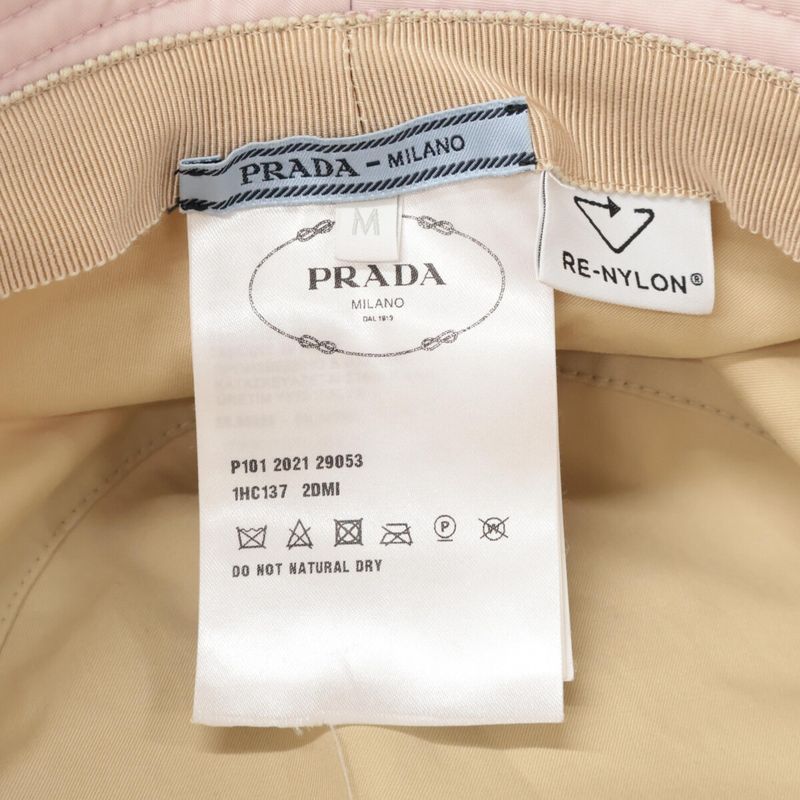 PRADA – MILANO
M
PRADA
MILANO
DAL 1913
RE-NYLON®
P101 2021 29053
1HC137 2DMI
P
W
DO NOT NATURAL DRY